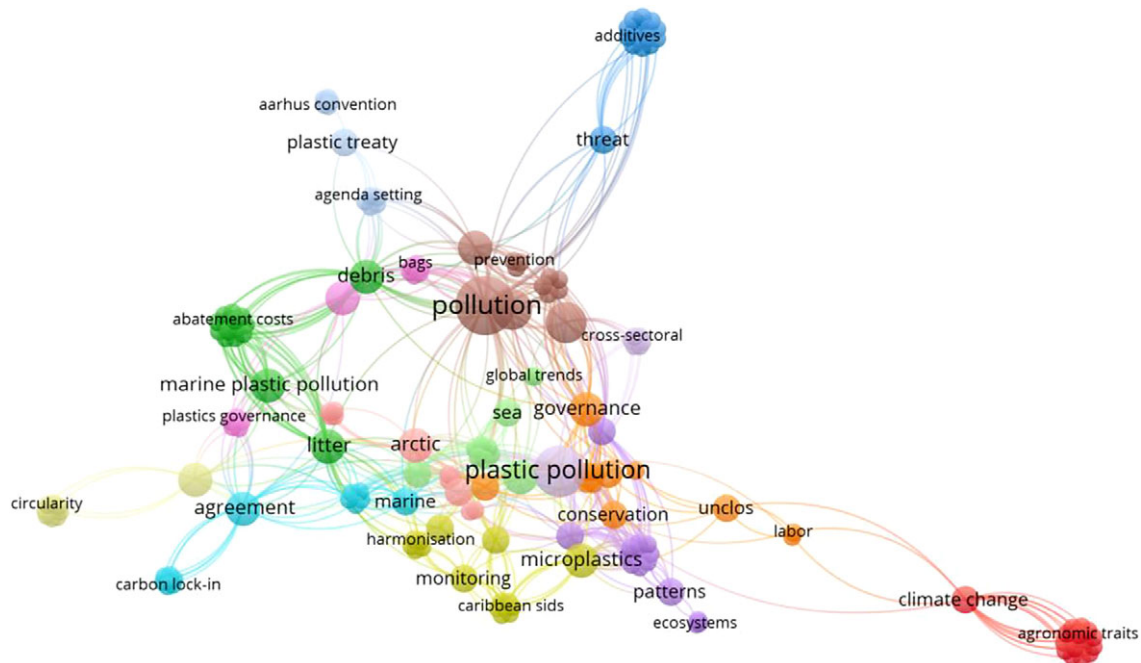 additives
aarhus convention
plastic treaty
threat
agenda setting
prevention
bags
debris
pollution
abatement costs
cross-sectoral
global trends
marine plastic pollution
governance
sea
plastics governance
litter
arctic
plastic pollution
circularity
agreement
marine
unclos
conservation
labor
harmonisation
microplastics
monitoring
carbon lock-in
patterns
climate change
caribbean sids
ecosystems
agronomic traits